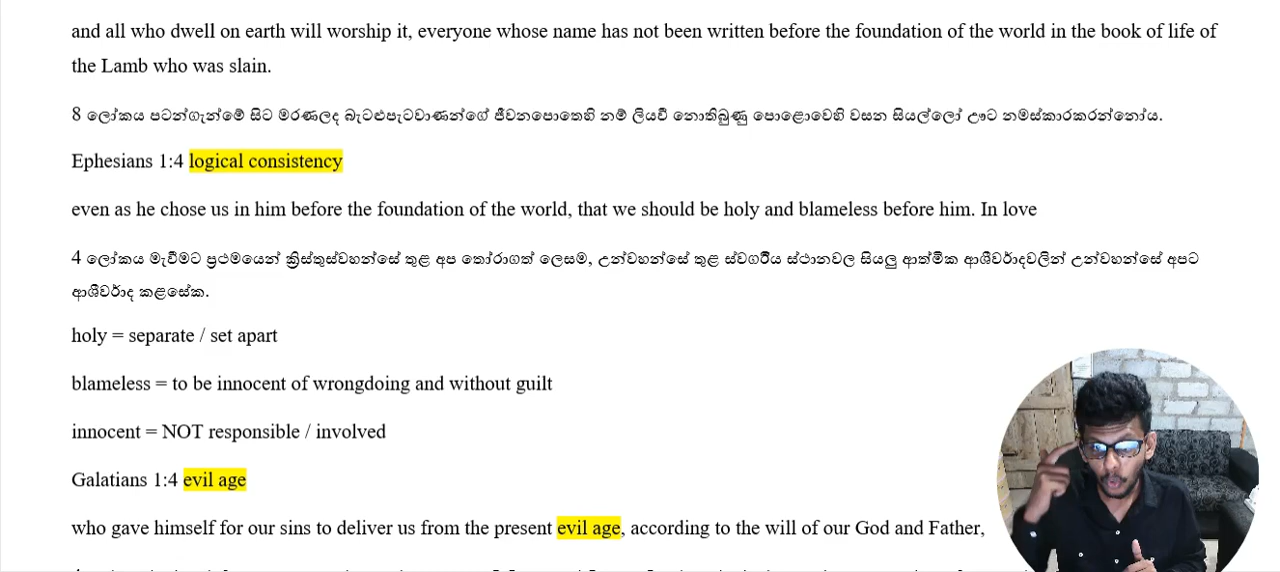 and all who dwell on earth will worship it, everyone whose name has not been written before the foundation of the world in the book of life of
the Lamb who was slain.
8 ලෝකය පටන්ගැන්මේ සිට මරණලද බැටළුපැටවාණන්ගේ ජීවනපොතෙහි නම් ලියවී නොතිබුණු පොළොවෙහි වසන සියල්ලෝ ඌට නමස්කාරකරන්නෝය.
Ephesians 1:4 logical consistency
even as he chose us in him before the foundation of the world, that we should be holy and blameless before him. In love
4 ලෝකය මැවීමට ප්‍රථමයෙන් ක්‍රිස්තුස්වහන්සේ තුළ අප තෝරාගත් ලෙසම, උන්වහන්සේ තුළ ස්වර්ගීය ස්ථානවල සියලු ආත්මික ආශීර්වාදවලින් උන්වහන්සේ අපට
ආශීර්වාද කළසේක.
holy = separate / set apart
blameless = to be innocent of wrongdoing and without guilt
innocent = NOT responsible / involved
Galatians 1:4 evil age
who gave himself for our sins to deliver us from the present evil age, according to the will of our God and Father,